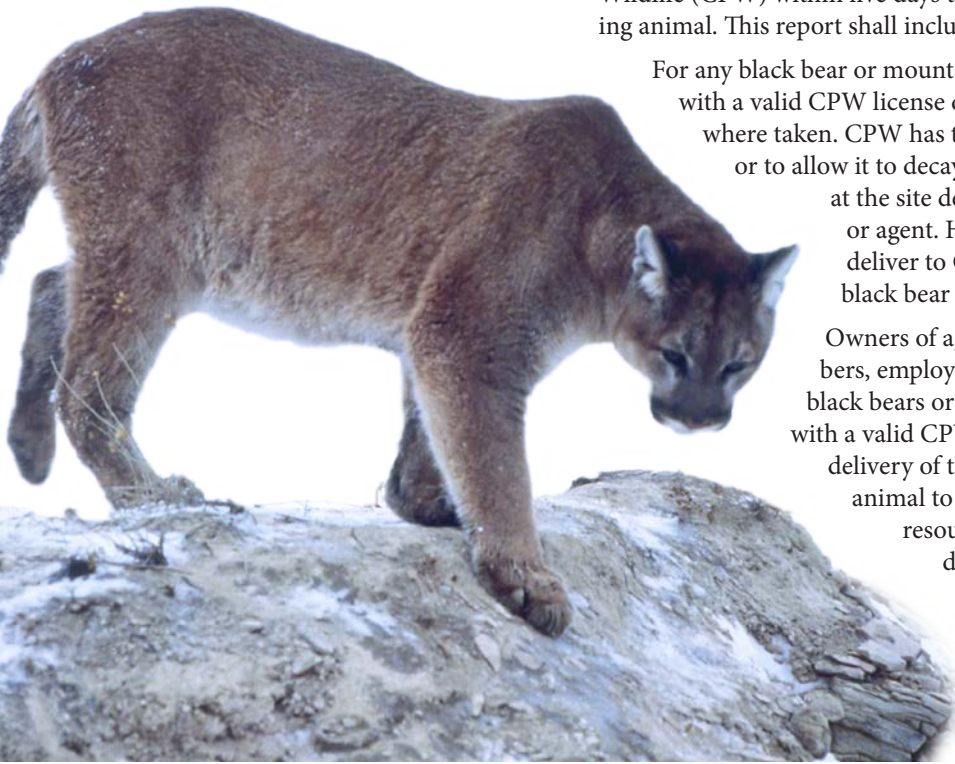 Wildlife (CPW) within five days
ing animal. This report shall inclu
For any black bear or mount
with a valid CPW license
where taken. CPW has t
or to allow it to decay
at the site d
or agent. H
deliver to
black bear
Owners of a
bers, employ
black bears or
with a valid CP
delivery of t
animal to
resou
d